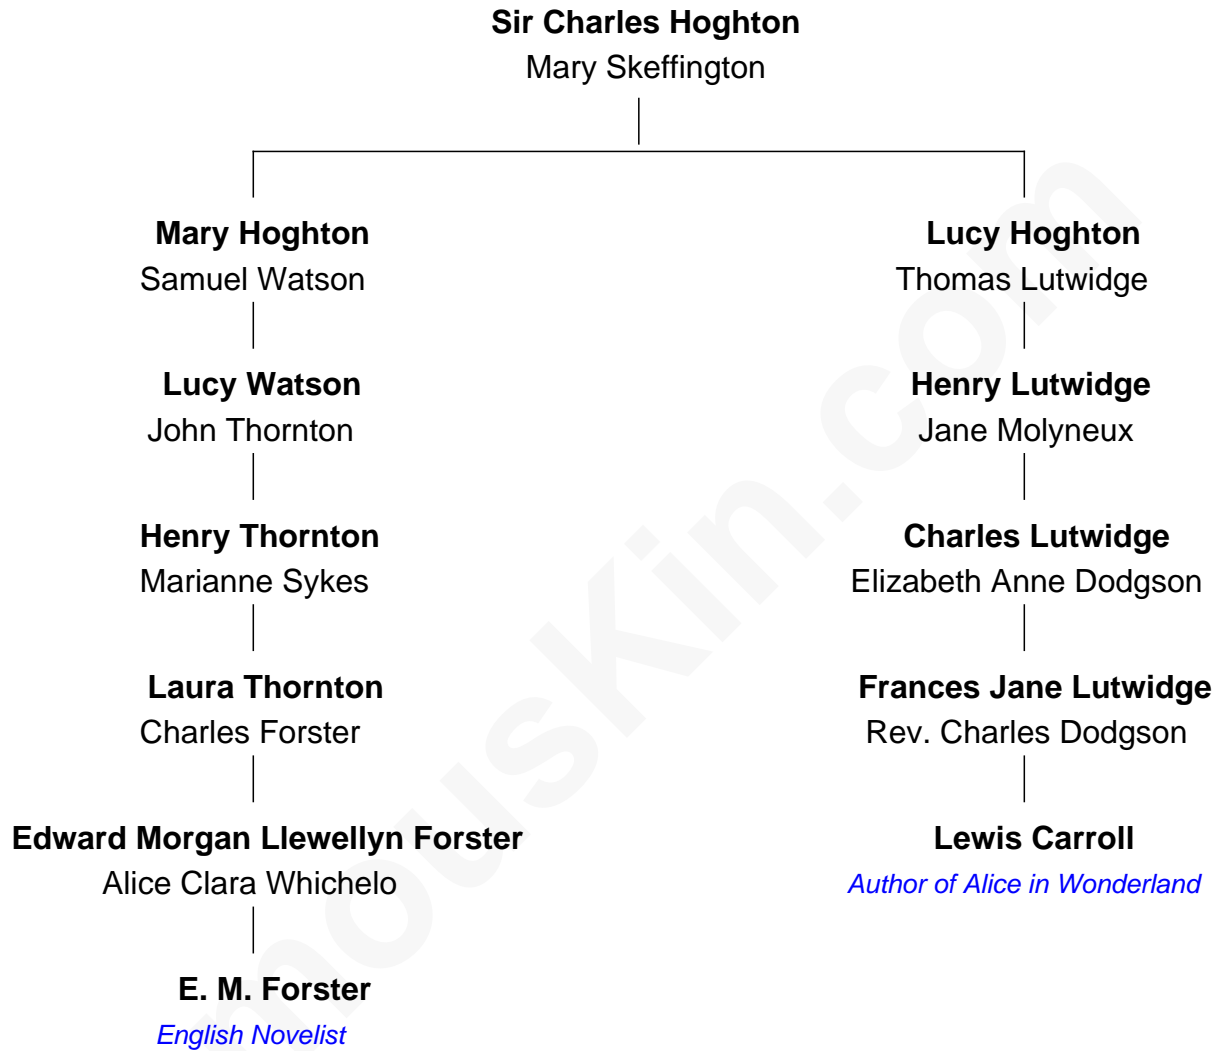 Sir Charles Hoghton
Mary Skeffington
Mary Hoghton
Samuel Watson
Lucy Hoghton
Thomas Lutwidge
Lucy Watson
John Thornton
Henry Lutwidge
Jane Molyneux
Henry Thornton
Marianne Sykes
Charles Lutwidge
Elizabeth Anne Dodgson
Laura Thornton
Charles Forster
Frances Jane Lutwidge
Rev. Charles Dodgson
Edward Morgan Llewellyn Forster
Alice Clara Whichelo
Lewis Carroll
Author of Alice in Wonderland
E. M. Forster
English Novelist
mousKin.com